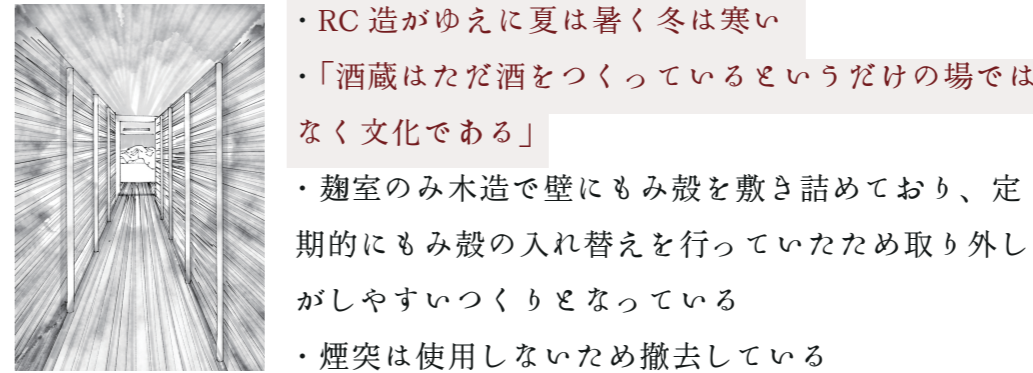 ・RC 造がゆえに夏は暑く冬は寒い
・「酒蔵はただ酒をつくっているというだけの場では
なく文化である」
・麹室のみ木造で壁にもみ殻を敷き詰めており、定
期的にもみ殻の入れ替えを行っていたため取り外し
がしやすいつくりとなっている
・煙突は使用しないため撤去している